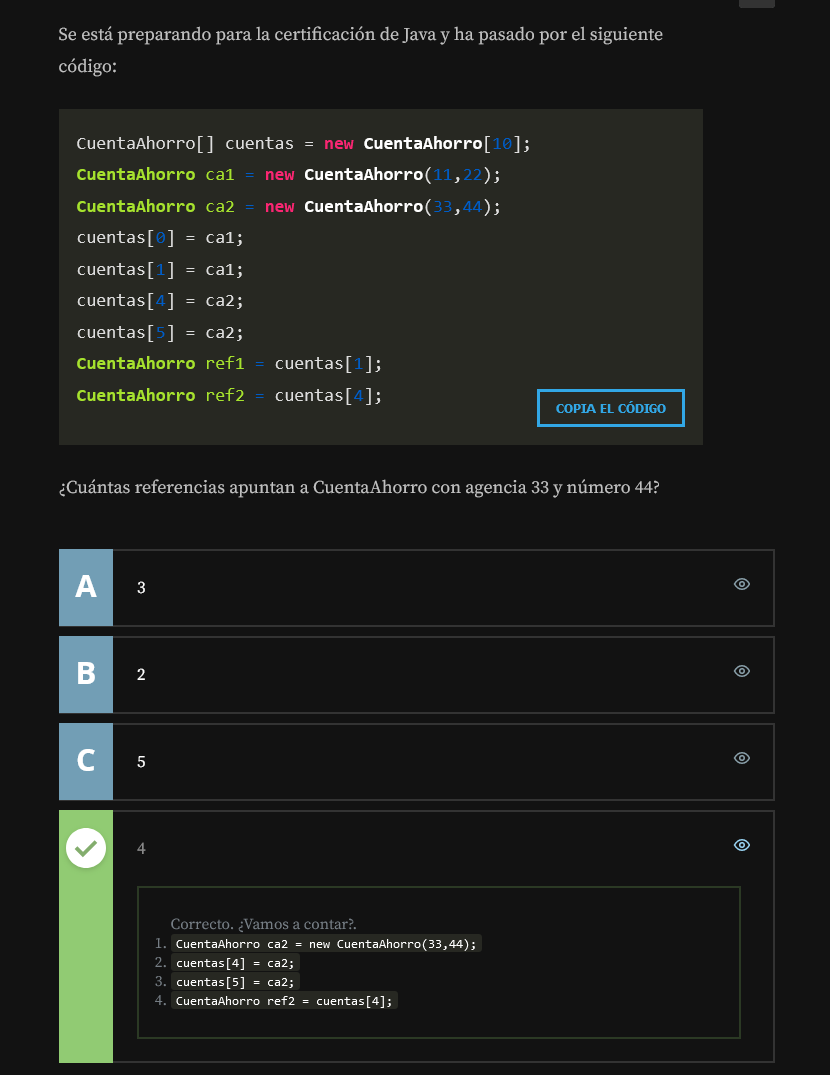 Se está preparando para la certificación de Java y ha pasado por el siguiente
código:
CuentaAhorro[] cuentas = new CuentaAhorro[10];
CuentaAhorro ca1 = new CuentaAhorro(11,22);
CuentaAhorro ca2 = new CuentaAhorro(33,44);
cuentas[0] = ca1;
cuentas[1] = ca1;
cuentas[4] = ca2;
cuentas[5] = ca2;
CuentaAhorro ref1 = cuentas[1];
CuentaAhorro ref2 = cuentas[4];
COPIA EL CÓDIGO
¿Cuántas referencias apuntan a CuentaAhorro con agencia 33 y número 44?
A 3
B 2
C 5
4
Correcto. ¿Vamos a contar?.
1. CuentaAhorro ca2 = new CuentaAhorro(33,44);
2. cuentas[4] = ca2;
3. cuentas[5] = ca2;
4. CuentaAhorro ref2 = cuentas[4];